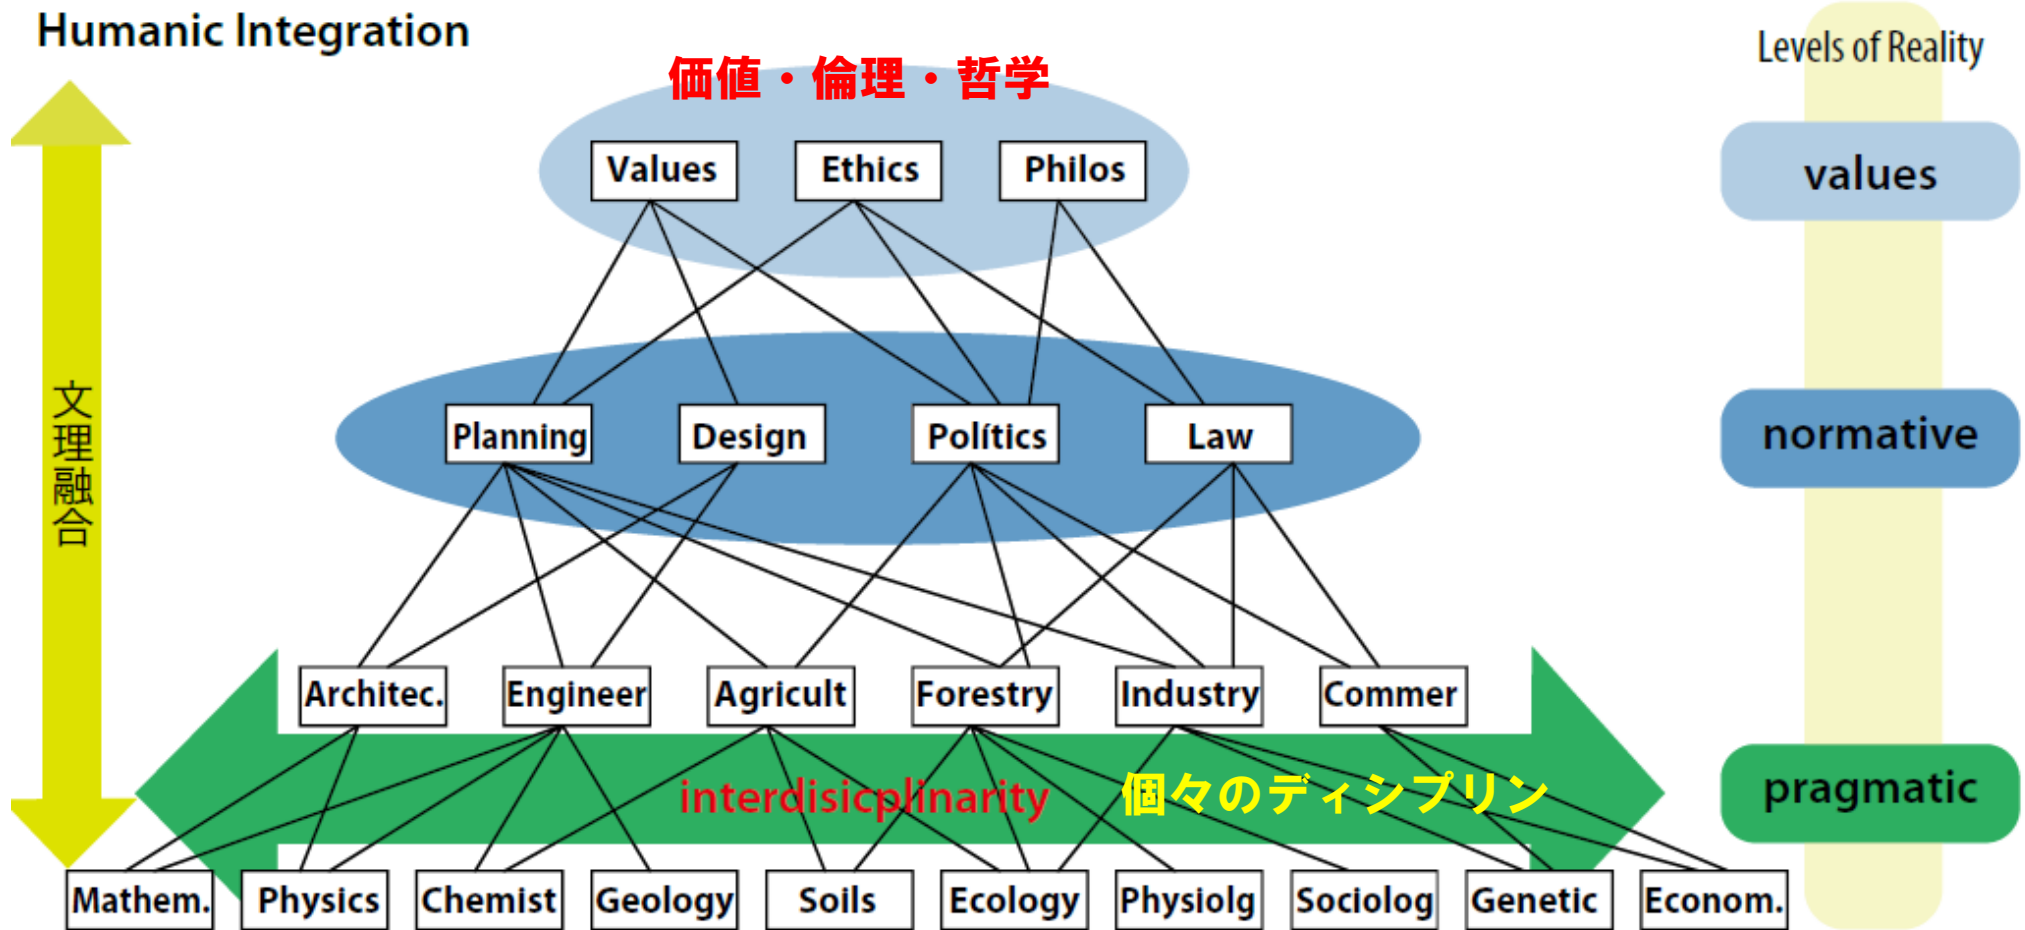 Humanic Integration
Levels of Reality
価値・倫理・哲学
Values Ethics Philos
values
文理融合
Planning Design Polítics Law
normative
Architec. Engineer Agricult Forestry Industry Commer
interdisicplinarity
個々のディシプリン
pragmatic
Mathem. Physics Chemist Geology Soils Ecology Physiolg Sociolog Genetic Econom.